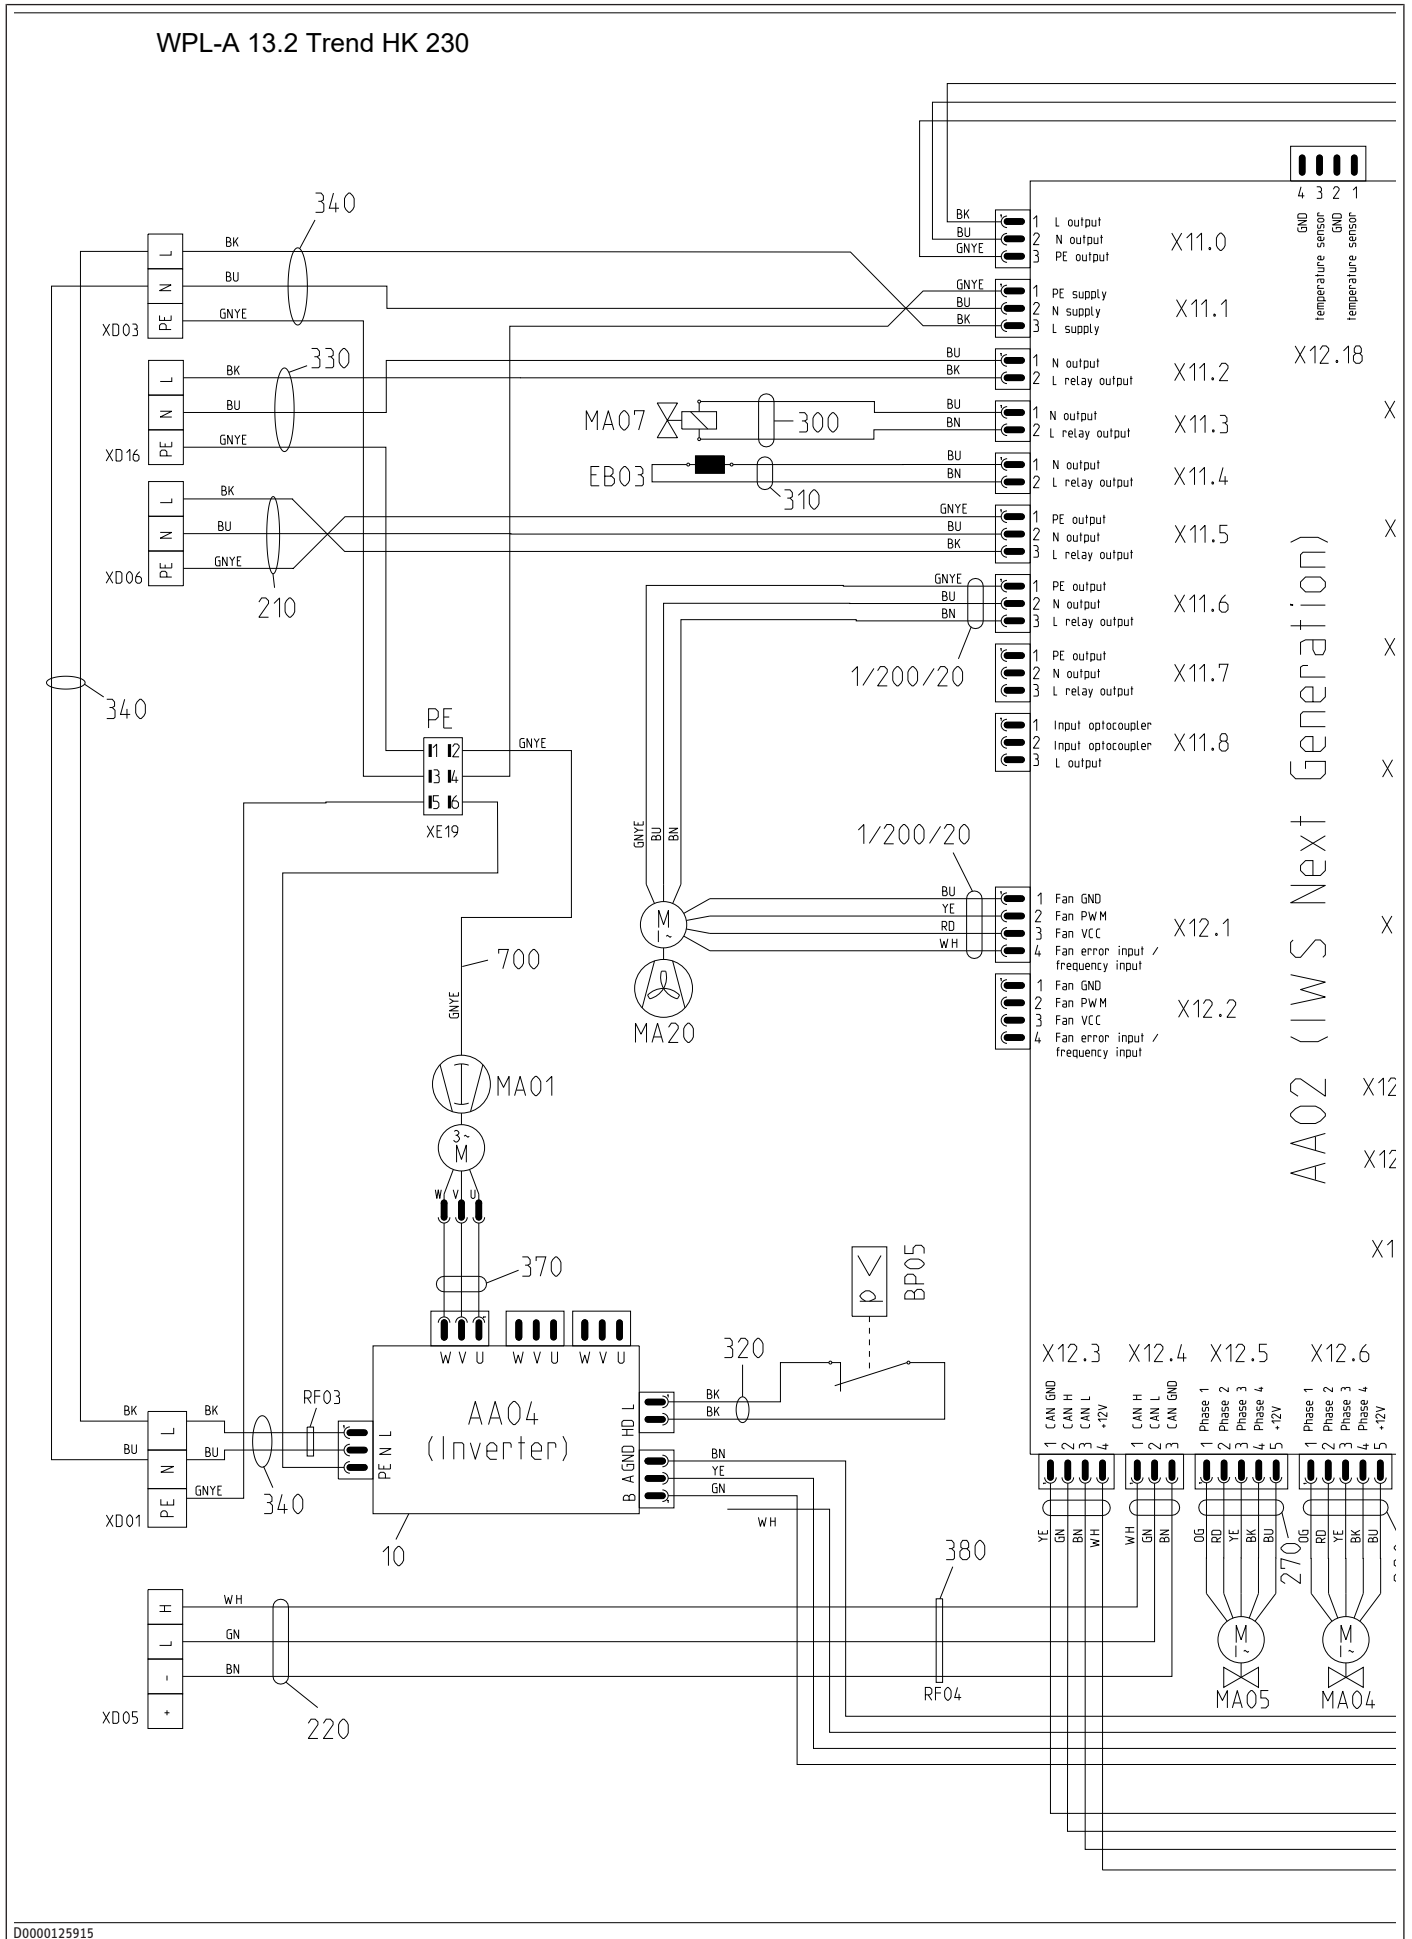 WPL-A 13.2 Trend HK 230
4 3 2 1
GND
temperature sensor
GND
temperature sensor
X12.18
340
L
N
PE
XD03
BK
BU
GNYE
BK
BU
GNYE
1 L output
2 N output
3 PE output
X11.0
GNYE
BU
BK
1 PE supply
2 N supply
3 L supply
X11.1
330
L
N
PE
XD16
BK
BU
GNYE
BU
BK
1 N output
2 L relay output
X11.2
MA07
300
BU
BN
1 N output
2 L relay output
X11.3
X
EB03
310
BU
BN
1 N output
2 L relay output
X11.4
L
N
PE
XD06
BK
BU
GNYE
210
GNYE
BU
BK
1 PE output
2 N output
3 L relay output
X11.5
X
GNYE
BU
BN
1 PE output
2 N output
3 L relay output
X11.6
1/200/20
1 PE output
2 N output
3 L relay output
X11.7
X
340
1 Input optocoupler
2 Input optocoupler
3 L output
X11.8
X
PE
1 2
3 4
5 6
XE19
GNYE
GNYE
BU
BN
1/200/20
M
1~
MA20
BU
YE
RD
WH
1 Fan GND
2 Fan PWM
3 Fan VCC
4 Fan error input /
frequency input
X12.1
X
1 Fan GND
2 Fan PWM
3 Fan VCC
4 Fan error input /
frequency input
X12.2
AA02 (IWS Next Generation)
X12
X12
X1
700
GNYE
MA01
3~
M
W V U
370
W V U
W V U
W V U
AA04
(Inverter)
10
BP05
p <
320
BK
BK
HD L
B A GND
BN
YE
GN
WH
RF03
L
N
PE
BK
BU
BK
BU
GNYE
L
N
PE
XD01
340
X12.3
X12.4
X12.5
X12.6
1 CAN GND
2 CAN H
3 CAN L
4 +12V
1 CAN H
2 CAN L
3 CAN GND
1 Phase 1
2 Phase 2
3 Phase 3
4 Phase 4
5 +12V
1 Phase 1
2 Phase 2
3 Phase 3
4 Phase 4
5 +12V
YE
GN
BN
WH
WH
GN
BN
OG
RD
YE
BK
BU
270
OG
RD
YE
BK
BU
M
1~
MA05
M
1~
MA04
380
RF04
H
L
-
+
XD05
WH
GN
BN
220
D0000125915